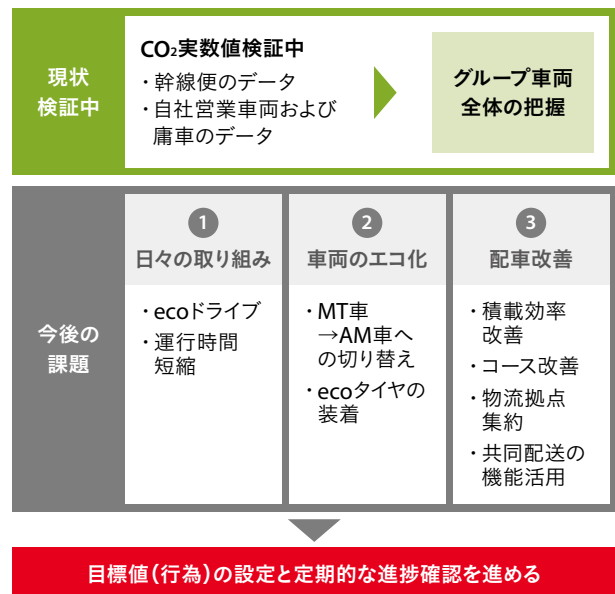 現状
検証中
CO₂実数値検証中
・幹線便のデータ
・自社営業車両および
庸車のデータ
グループ車両
全体の把握
今後の
課題
1
日々の取り組み
・ecoドライブ
・運行時間
短縮
2
車両のエコ化
・MT車
→AM車へ
の切り替え
・ecoタイヤの
装着
3
配車改善
・積載効率
改善
・コース改善
・物流拠点
集約
・共同配送の
機能活用
目標値(行為)の設定と定期的な進捗確認を進める